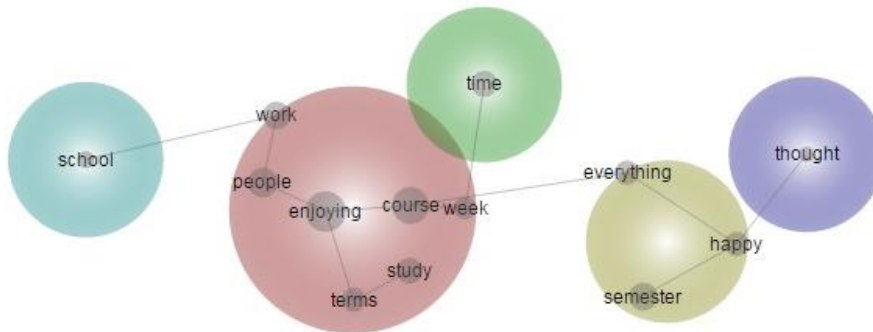 time
work
school
thought
everything
people
enjoying
course
week
happy
study
terms
semester